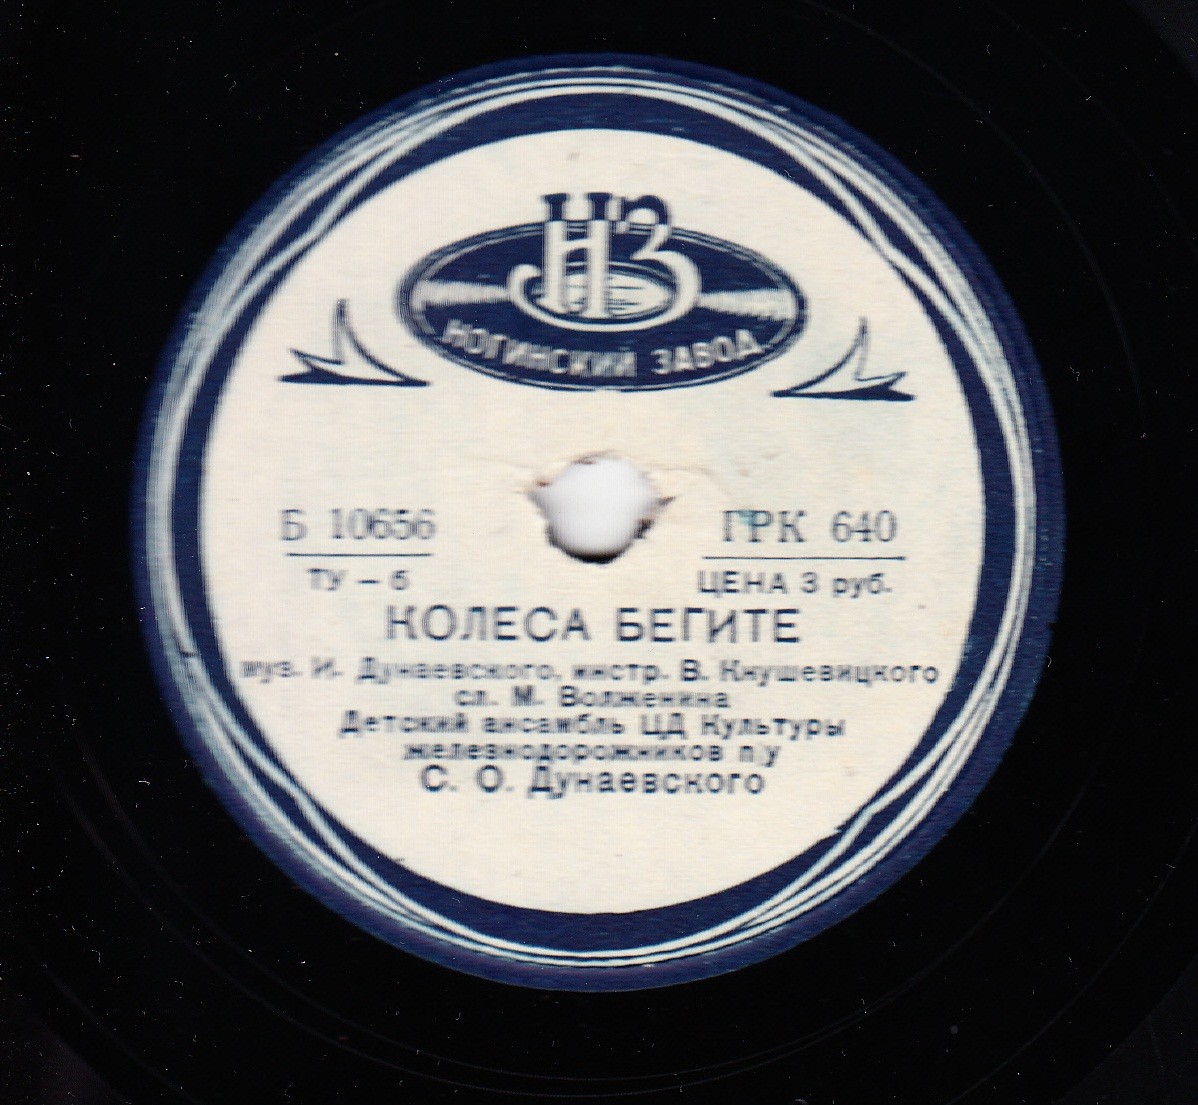 НЗ
НОГИНСКИЙ ЗАВОД
Б 10656
ГРК 640
ТУ – б
ЦЕНА 3 руб.
КОЛЕСА БЕГИТЕ
муз. И. Дунаевского, инстр. В. Кнушевицкого
сл. М. Волженина
Детский ансамбль ЦД Культуры
железнодорожников п/у
С. О. Дунаевского